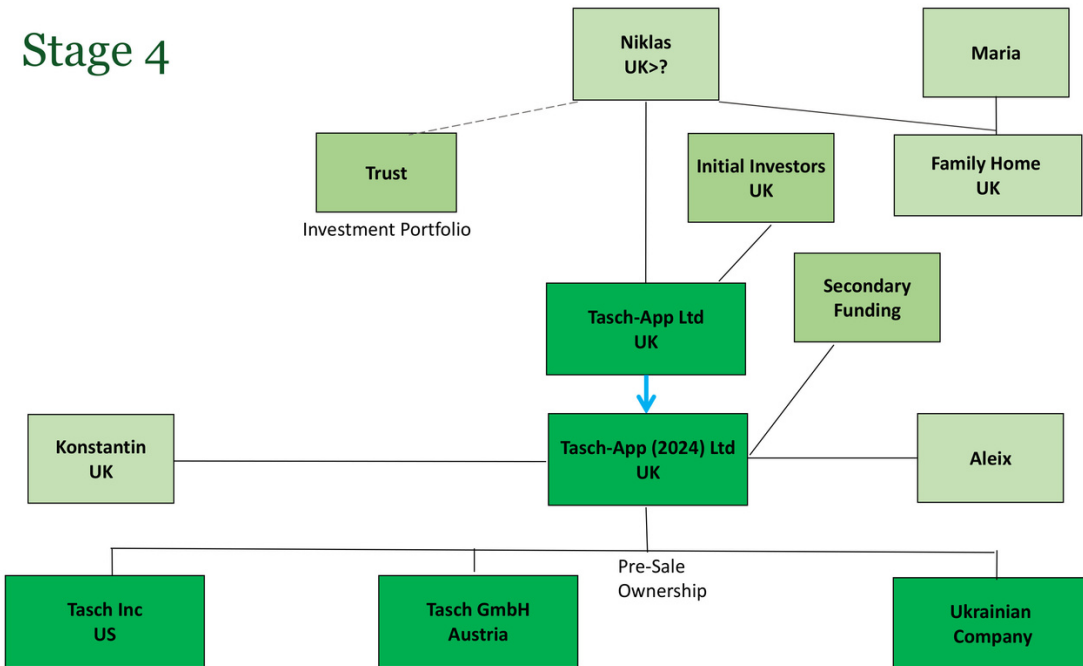 Stage 4
Niklas
UK>?
Maria
Trust
Investment Portfolio
Initial Investors
UK
Family Home
UK
Secondary
Funding
Tasch-App Ltd
UK
Konstantin
UK
Tasch-App (2024) Ltd
UK
Aleix
Pre-Sale
Ownership
Tasch Inc
US
Tasch GmbH
Austria
Ukrainian
Company